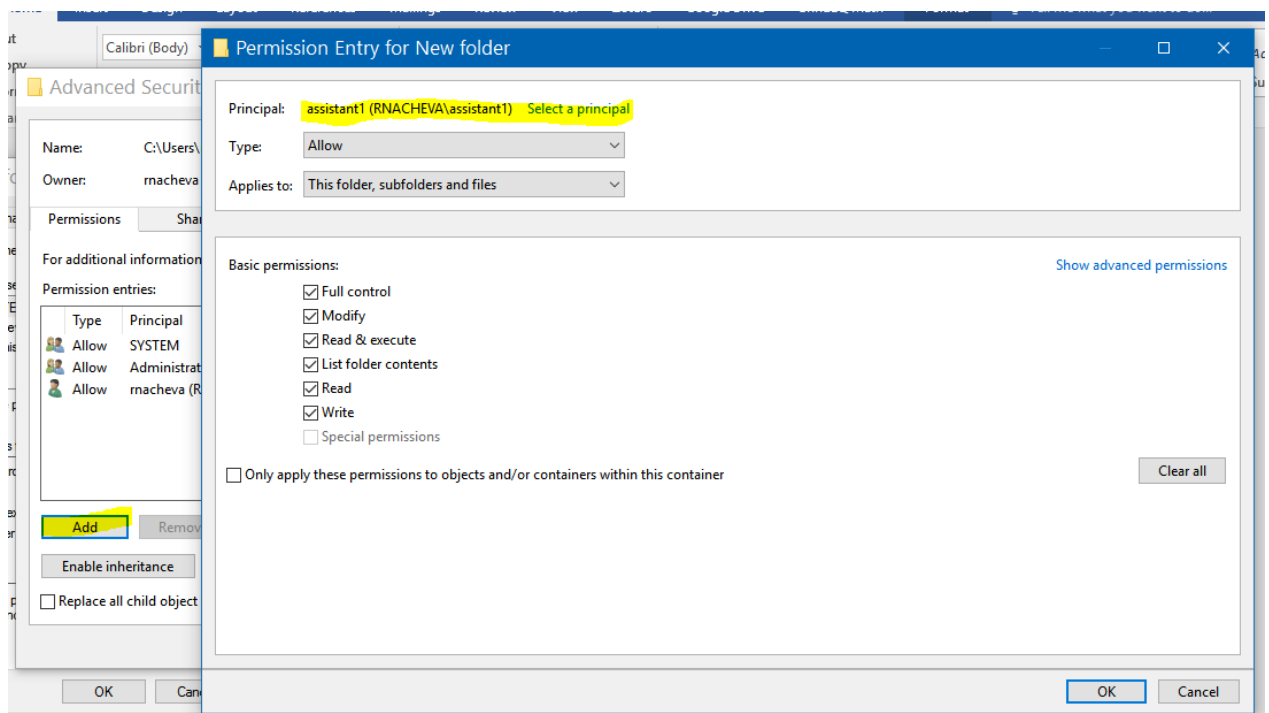 Calibri (Body)
Permission Entry for New folder
Advanced Securit
Principal: assistant1 (RNACHEVA\assistant1) Select a principal
Name: C:\Users\
Type: Allow
Owner: rnacheva
Applies to: This folder, subfolders and files
Permissions Shar
For additional information
Basic permissions: Show advanced permissions
Permission entries:
Full control
Type Principal
Modify
Allow SYSTEM
Read & execute
Allow Administrat
List folder contents
Allow rnacheva (R
Read
Write
Special permissions
Only apply these permissions to objects and/or containers within this container
Clear all
Add Remov
Enable inheritance
Replace all child object
OK Canc
OK Cancel